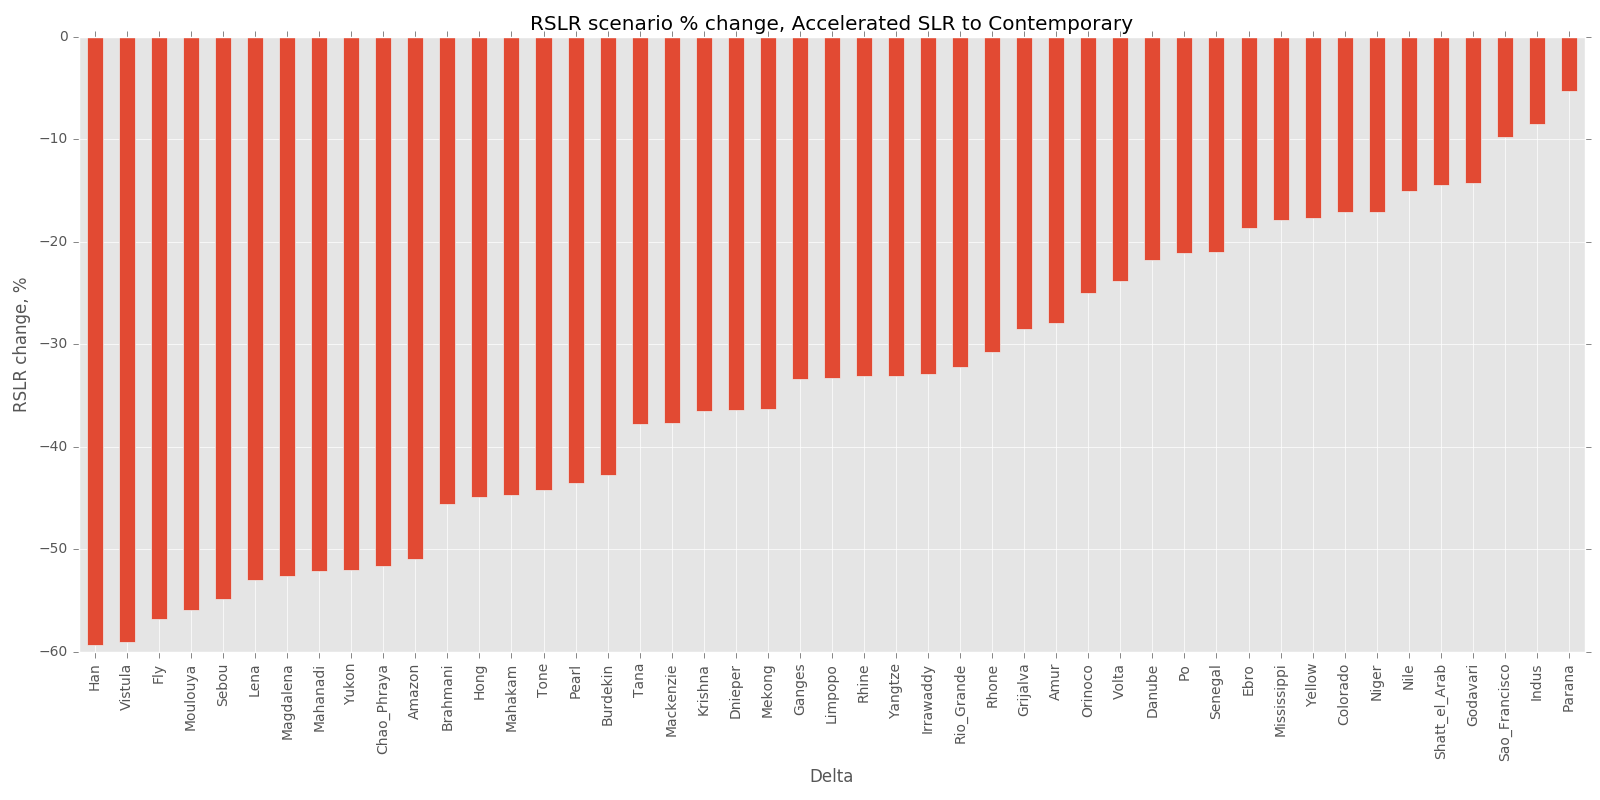 RSLR scenario % change, Accelerated SLR to Contemporary
RSLR change, %
0
−10
−20
−30
−40
−50
−60
Han
Vistula
Fly
Moulouya
Sebou
Lena
Magdalena
Mahanadi
Yukon
Chao_Phraya
Amazon
Brahmani
Hong
Mahakam
Tone
Pearl
Burdekin
Tana
Mackenzie
Krishna
Dnieper
Mekong
Ganges
Limpopo
Rhine
Yangtze
Irrawaddy
Rio_Grande
Rhone
Grijalva
Amur
Orinoco
Volta
Danube
Po
Senegal
Ebro
Mississippi
Yellow
Colorado
Niger
Nile
Shatt_el_Arab
Godavari
Sao_Francisco
Indus
Parana
Delta